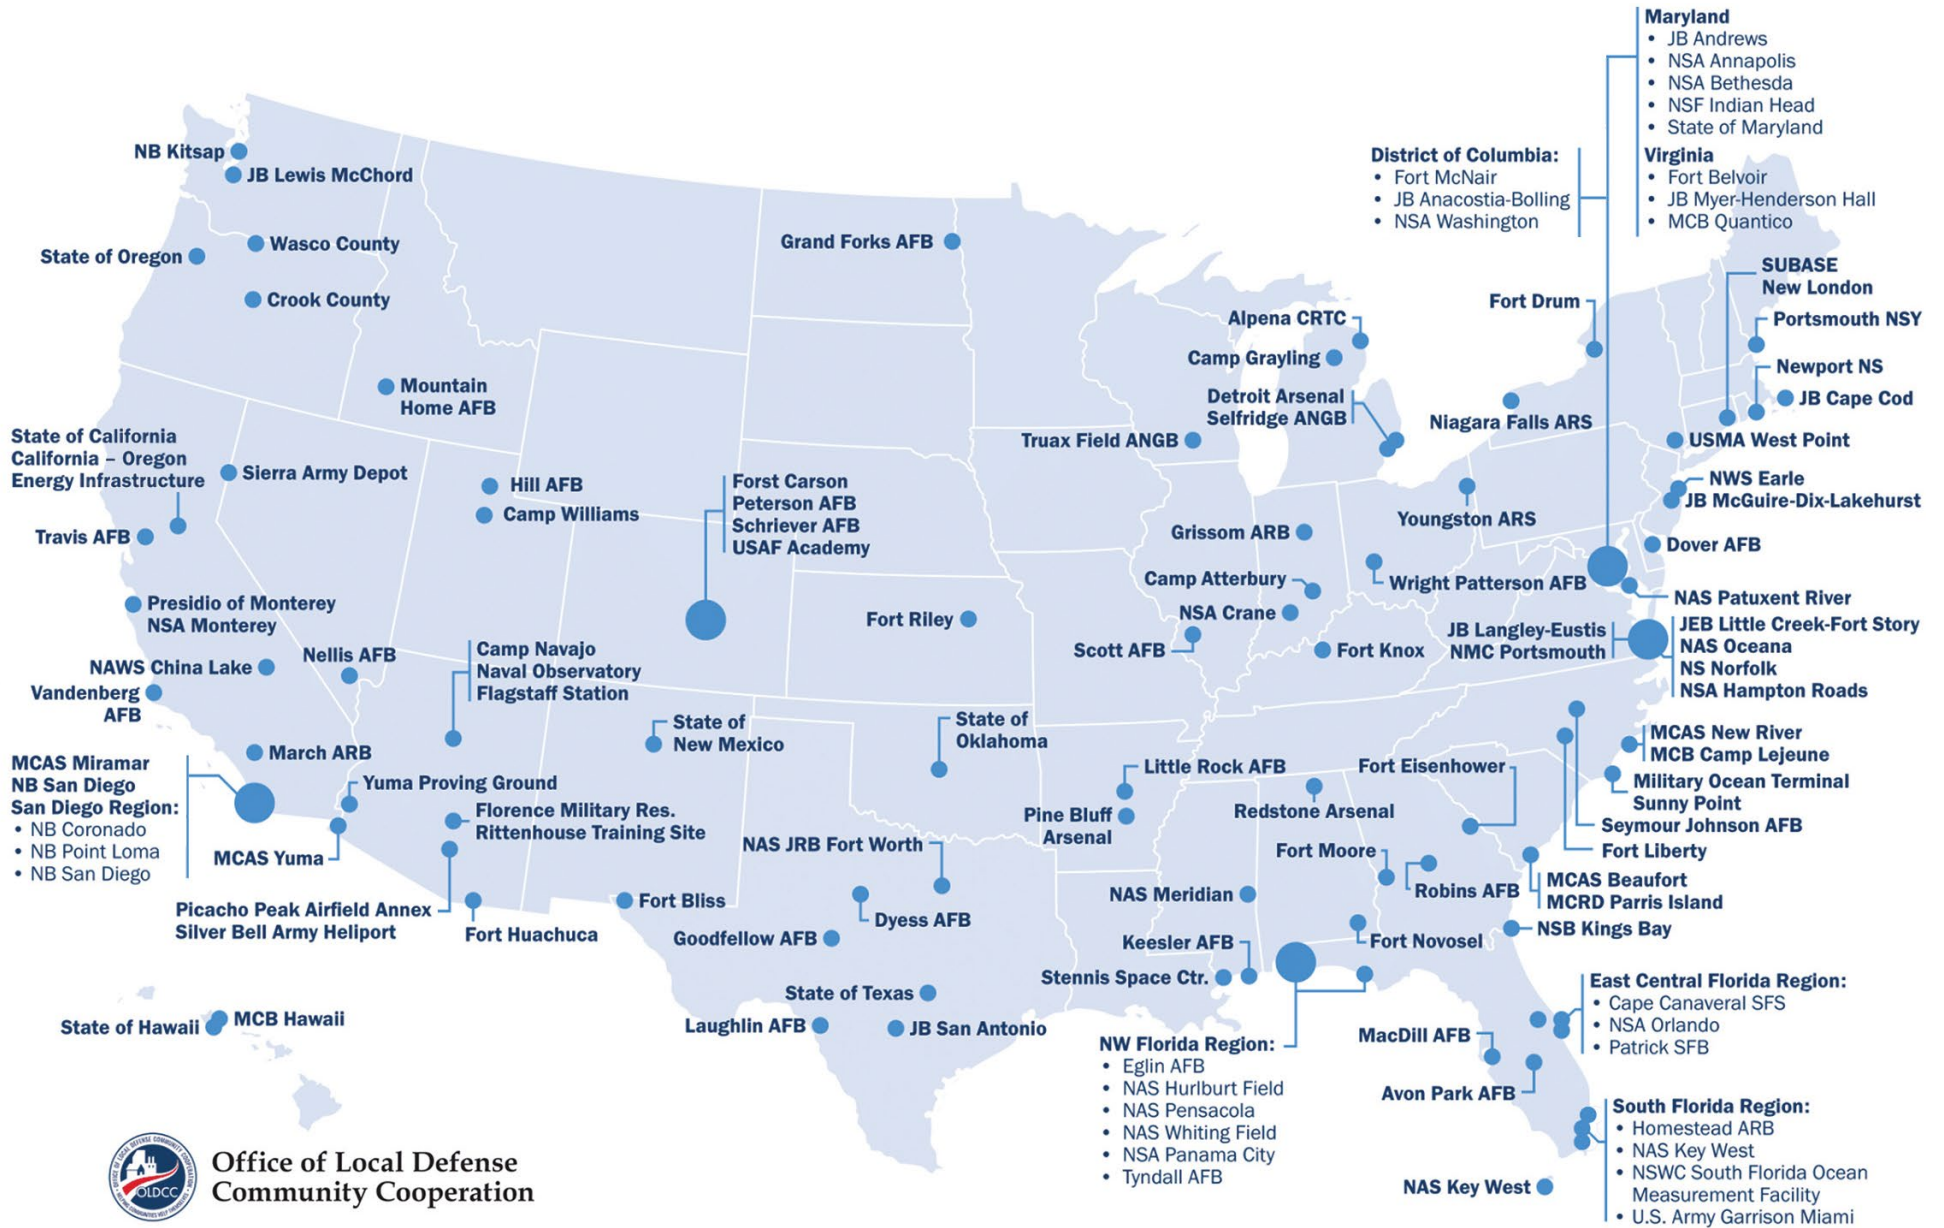 Maryland
• JB Andrews
• NSA Annapolis
• NSA Bethesda
• NSF Indian Head
• State of Maryland
Virginia
• Fort Belvoir
• JB Myer-Henderson Hall
• MCB Quantico
District of Columbia:
• Fort McNair
• JB Anacostia-Bolling
• NSA Washington
NB Kitsap
JB Lewis McChord
Wasco County
State of Oregon
Crook County
Mountain
Home AFB
State of California
California – Oregon
Energy Infrastructure
Sierra Army Depot
Travis AFB
Hill AFB
Camp Williams
Presidio of Monterey
NSA Monterey
NAWS China Lake
Nellis AFB
Vandenberg
AFB
March ARB
MCAS Miramar
NB San Diego
San Diego Region:
• NB Coronado
• NB Point Loma
• NB San Diego
Yuma Proving Ground
MCAS Yuma
Camp Navajo
Naval Observatory
Flagstaff Station
Florence Military Res.
Rittenhouse Training Site
Picacho Peak Airfield Annex
Silver Bell Army Heliport
Fort Huachuca
Forst Carson
Peterson AFB
Schriever AFB
USAF Academy
State of
New Mexico
Grand Forks AFB
Fort Riley
State of
Oklahoma
NAS JRB Fort Worth
Fort Bliss
Dyess AFB
Goodfellow AFB
State of Texas
Laughlin AFB
JB San Antonio
Alpena CRTC
Camp Grayling
Detroit Arsenal
Selfridge ANGB
Truax Field ANGB
Grissom ARB
Camp Atterbury
NSA Crane
Scott AFB
Fort Knox
Wright Patterson AFB
Youngston ARS
Fort Drum
Niagara Falls ARS
SUBASE
New London
Portsmouth NSY
Newport NS
JB Cape Cod
USMA West Point
NWS Earle
JB McGuire-Dix-Lakehurst
Dover AFB
NAS Patuxent River
JB Langley-Eustis
NMC Portsmouth
JEB Little Creek-Fort Story
NAS Oceana
NS Norfolk
NSA Hampton Roads
MCAS New River
MCB Camp Lejeune
Military Ocean Terminal
Sunny Point
Seymour Johnson AFB
Fort Liberty
Little Rock AFB
Pine Bluff
Arsenal
Redstone Arsenal
Fort Eisenhower
Fort Moore
Robins AFB
MCAS Beaufort
MCRD Parris Island
NAS Meridian
Keesler AFB
Stennis Space Ctr.
Fort Novosel
NSB Kings Bay
NW Florida Region:
• Eglin AFB
• NAS Hurlburt Field
• NAS Pensacola
• NAS Whiting Field
• NSA Panama City
• Tyndall AFB
East Central Florida Region:
• Cape Canaveral SFS
• NSA Orlando
• Patrick SFB
MacDill AFB
Avon Park AFB
South Florida Region:
• Homestead ARB
• NAS Key West
• NSWC South Florida Ocean
Measurement Facility
• U.S. Army Garrison Miami
NAS Key West
State of Hawaii
MCB Hawaii
OLDCC
Office of Local Defense
Community Cooperation